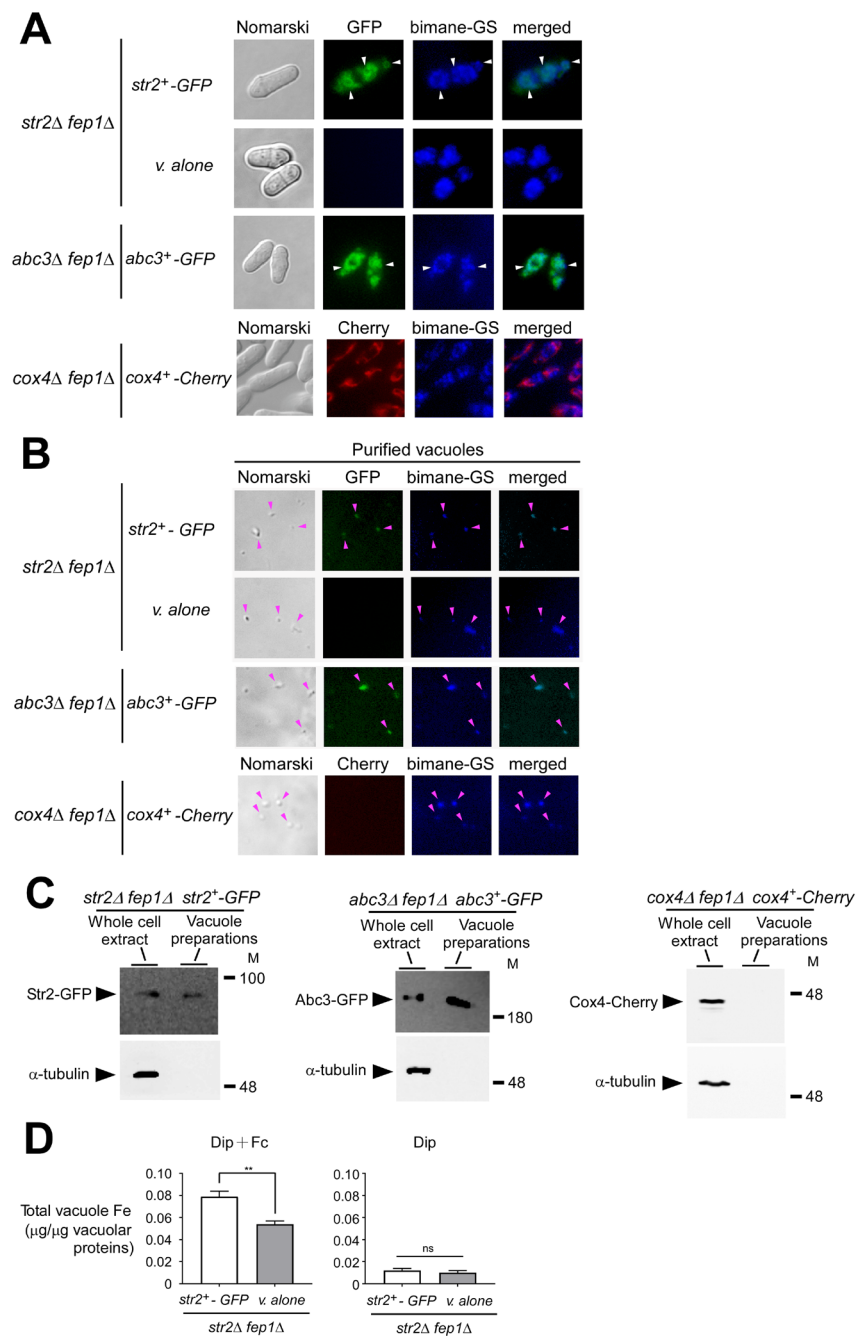 A
Nomarski GFP bimane-GS merged
str2Δ fep1Δ
str2+-GFP
v. alone
abc3Δ fep1Δ abc3+-GFP
Nomarski Cherry bimane-GS merged
cox4Δ fep1Δ cox4+-Cherry
B
Purified vacuoles
Nomarski GFP bimane-GS merged
str2+- GFP
str2Δ fep1Δ
v. alone
abc3Δ fep1Δ abc3+-GFP
Nomarski Cherry bimane-GS merged
cox4Δ fep1Δ cox4+-Cherry
C
str2Δ fep1Δ str2+-GFP
Whole cell extract
Vacuole preparations
M
100
Str2-GFP
α-tubulin
48
abc3Δ fep1Δ abc3+-GFP
Whole cell extract
Vacuole preparations
M
Abc3-GFP
180
α-tubulin
48
cox4Δ fep1Δ cox4+-Cherry
Whole cell extract
Vacuole preparations
M
Cox4-Cherry
48
α-tubulin
48
D
Total vacuole Fe
(µg/µg vacuolar
proteins)
Dip+Fc
0.10
0.08
0.06
0.04
0.02
0
**
str2+- GFP v. alone
str2Δ fep1Δ
Dip
0.10
0.08
0.06
0.04
0.02
0
ns
str2+- GFP v. alone
str2Δ fep1Δ